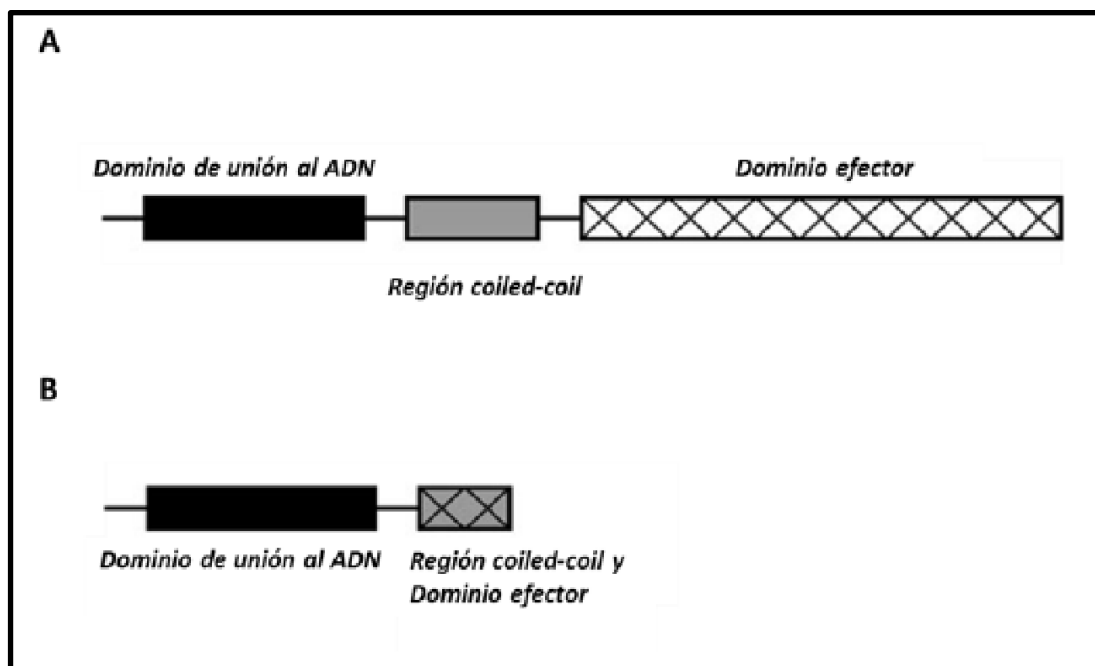 A
Dominio de unión al ADN
Dominio efector
Región coiled-coil
B
Dominio de unión al ADN
Región coiled-coil y
Dominio efector